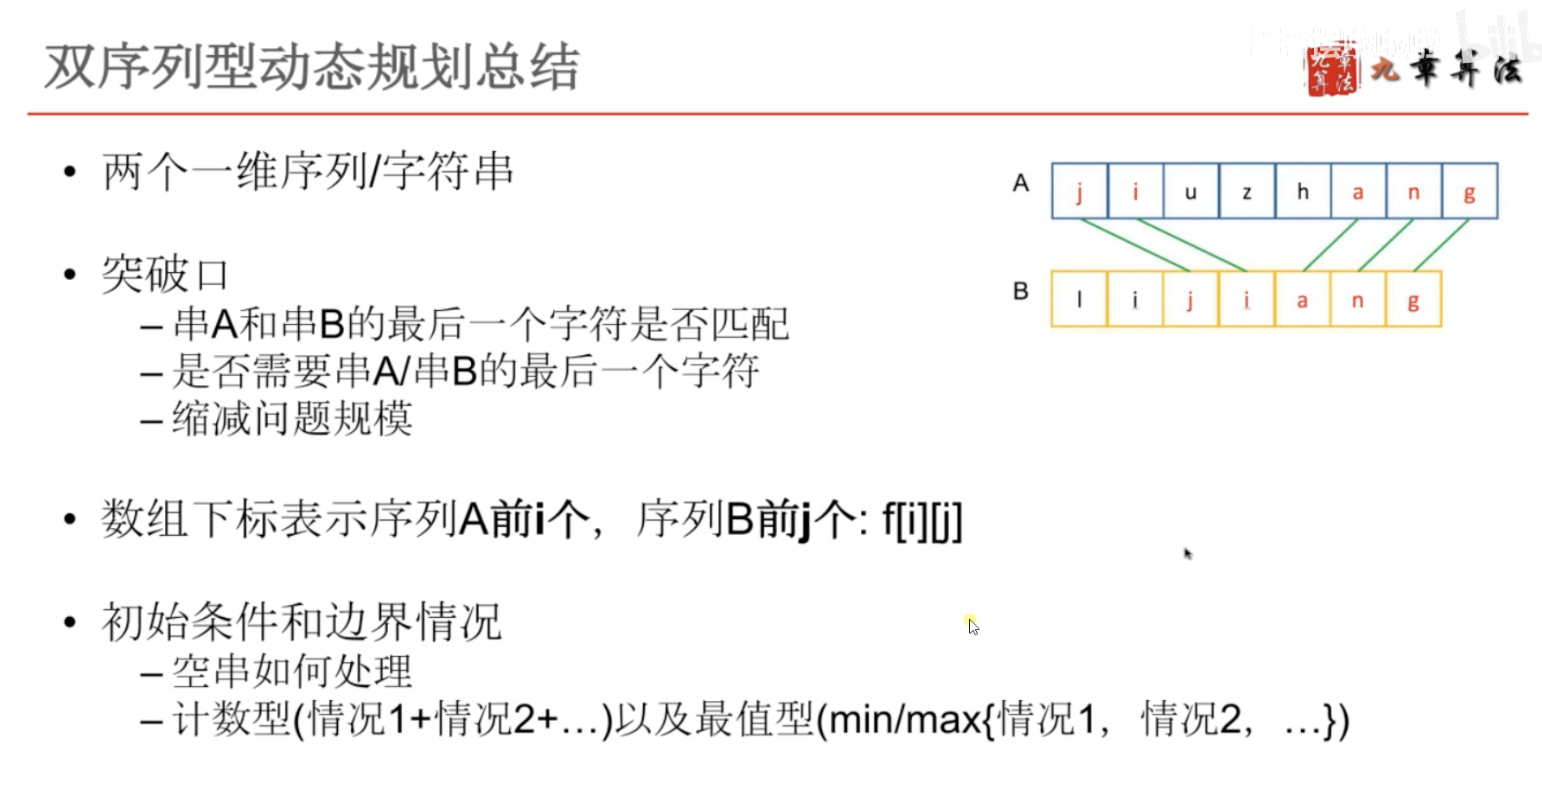 双序列型动态规划总结
九章算法
九章算法
bilibili
• 两个一维序列/字符串
• 突破口
– 串A和串B的最后一个字符是否匹配
– 是否需要串A/串B的最后一个字符
– 缩减问题规模
• 数组下标表示序列A前i个，序列B前j个: f[i][j]
• 初始条件和边界情况
– 空串如何处理
– 计数型(情况1+情况2+…)以及最值型(min/max{情况1，情况2，…})
A j i u z h a n g
B l i j i a n g